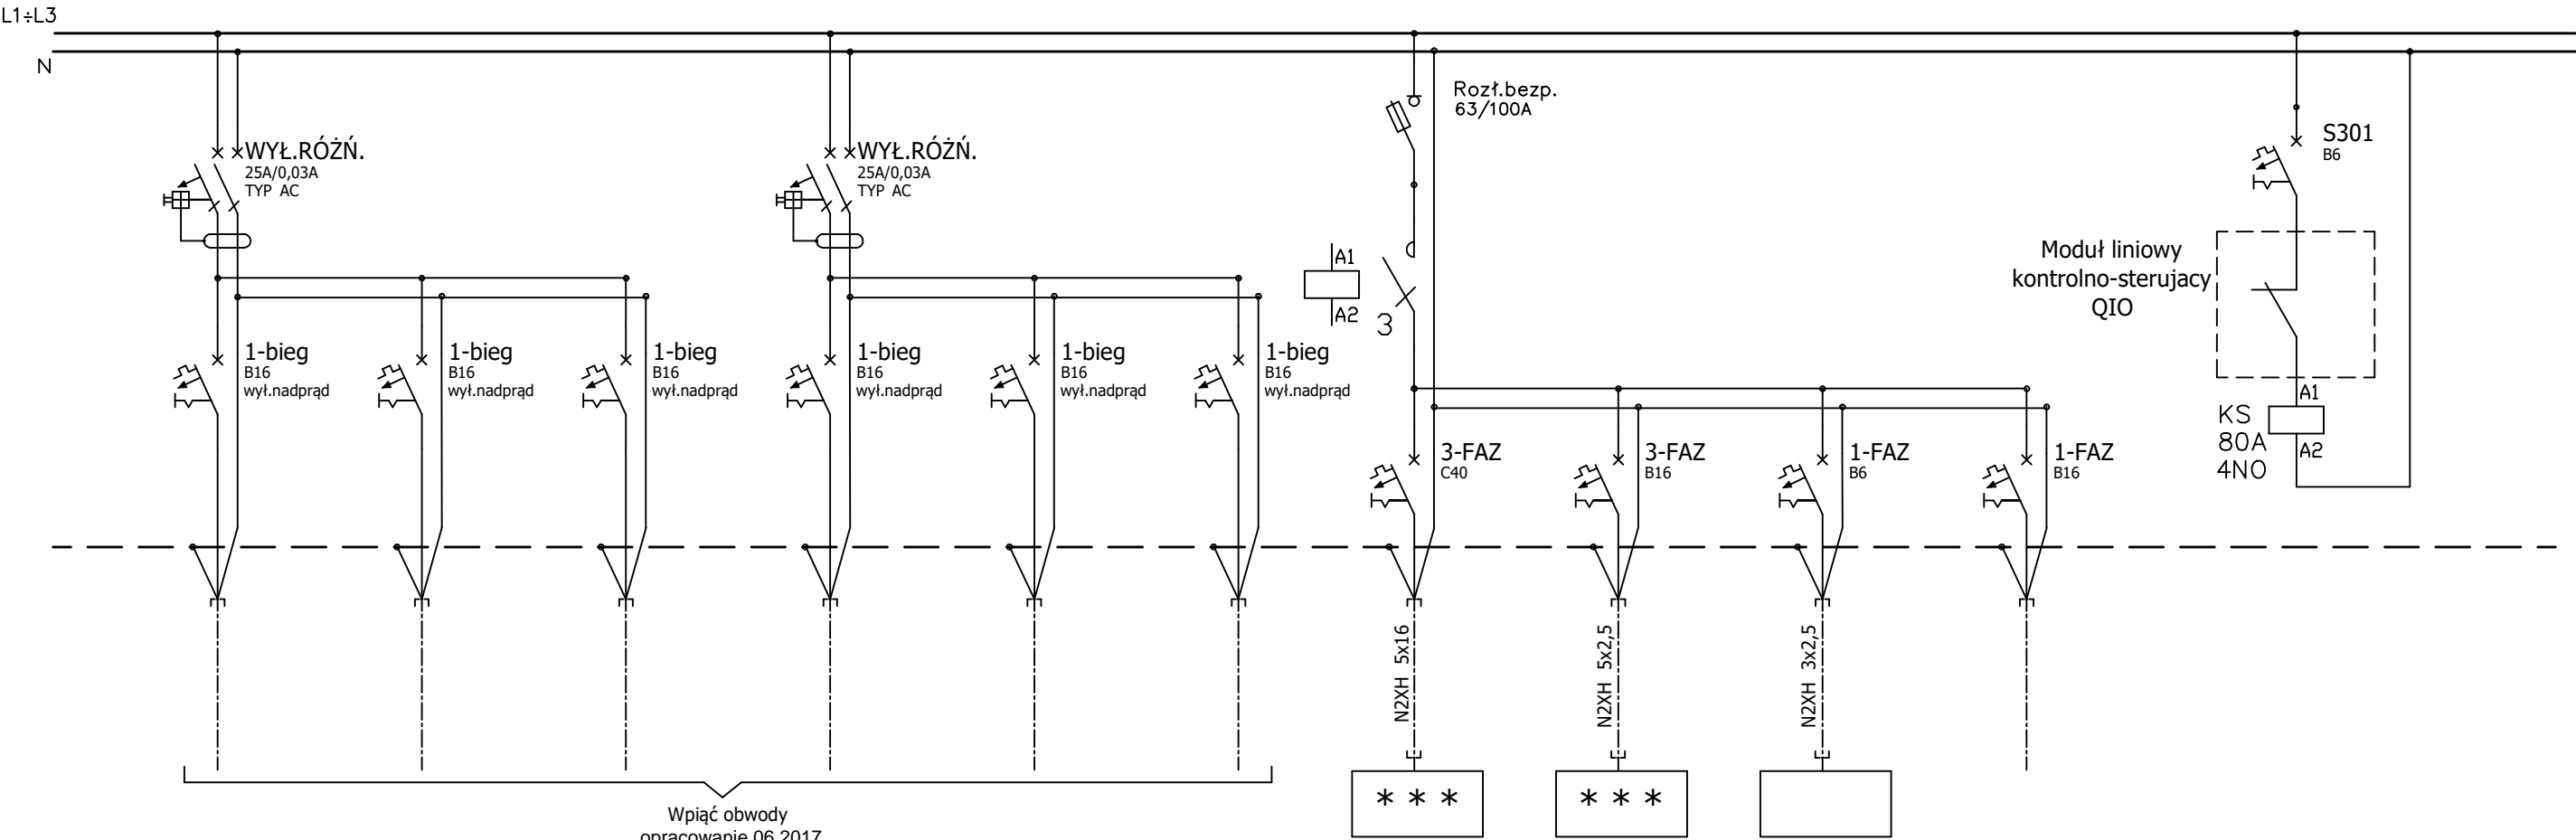 L1÷L3
N
WYŁ.RÓŻŃ.
25A/0,03A
TYP AC
WYŁ.RÓŻŃ.
25A/0,03A
TYP AC
Rozł.bezp.
63/100A
S301
B6
Moduł liniowy
kontrolno-sterujacy
QIO
A1
A2
3
1-bieg
B16
wył.nadprąd
1-bieg
B16
wył.nadprąd
1-bieg
B16
wył.nadprąd
1-bieg
B16
wył.nadprąd
1-bieg
B16
wył.nadprąd
1-bieg
B16
wył.nadprąd
A1
KS
80A
4NO
A2
3-FAZ
C40
3-FAZ
B16
1-FAZ
B6
1-FAZ
B16
N2XH 5x16
N2XH 5x2,5
N2XH 3x2,5
* * *
* * *
Wpiąć obwody
opracowanie 06.2017